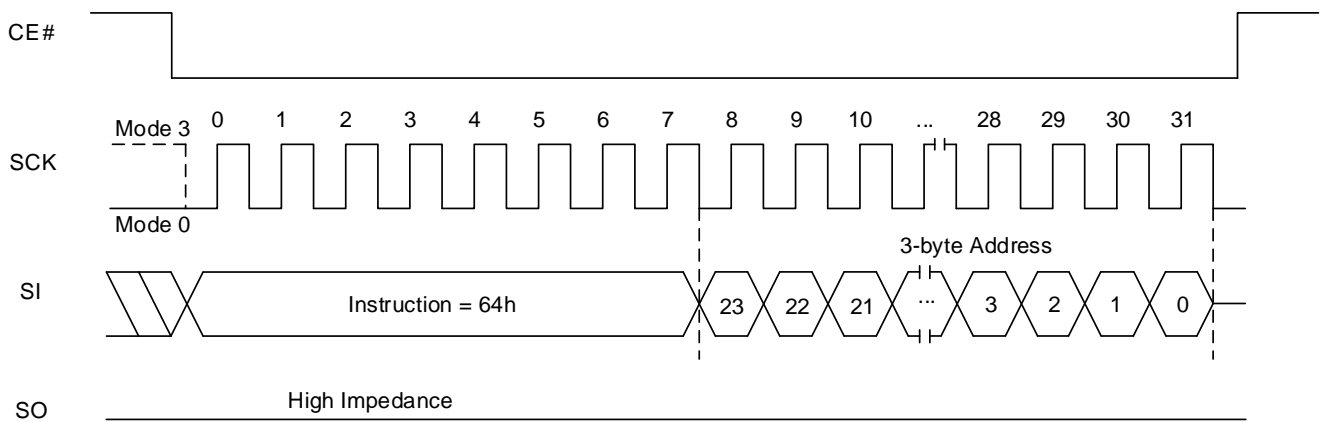 CE#
Mode 3 0 1 2 3 4 5 6 7 8 9 10 ... 28 29 30 31
SCK
Mode 0
3-byte Address
SI Instruction = 64h 23 22 21 ... 3 2 1 0
High Impedance
SO